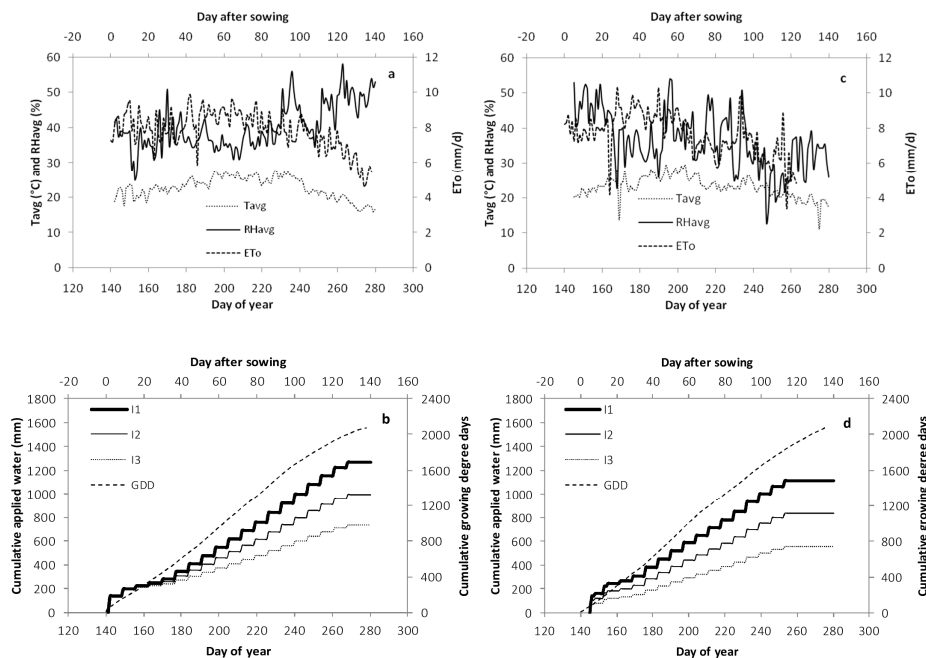 Day after sowing
-20 0 20 40 60 80 100 120 140
60 50 40 30 20 10 0
Tavg (°C) and RHavg (%)
a
Tavg
RHavg
ETo
12 10 8 6 4 2 0
ETo (mm/d)
120 140 160 180 200 220 240 260 280 300
Day of year
Day after sowing
-20 0 20 40 60 80 100 120 140
60 50 40 30 20 10 0
Tavg (°C) and RHavg (%)
c
Tavg
RHavg
ETo
12 10 8 6 4 2 0
ETo (mm/d)
120 140 160 180 200 220 240 260 280
Day of year
Day after sowing
-20 0 20 40 60 80 100 120 140 160
1800 1600 1400 1200 1000 800 600 400 200 0
Cumulative applied water (mm)
b
I1
I2
I3
GDD
2400 2000 1600 1200 800 400 0
Cumulative growing degree days
120 140 160 180 200 220 240 260 280 300
Day of year
Day after sowing
-20 0 20 40 60 80 100 120 140 160
1800 1600 1400 1200 1000 800 600 400 200 0
Cumulative applied water (mm)
d
I1
I2
I3
GDD
2400 2000 1600 1200 800 400 0
Cumulative growing degree days
120 140 160 180 200 220 240 260 280 300
Day of year